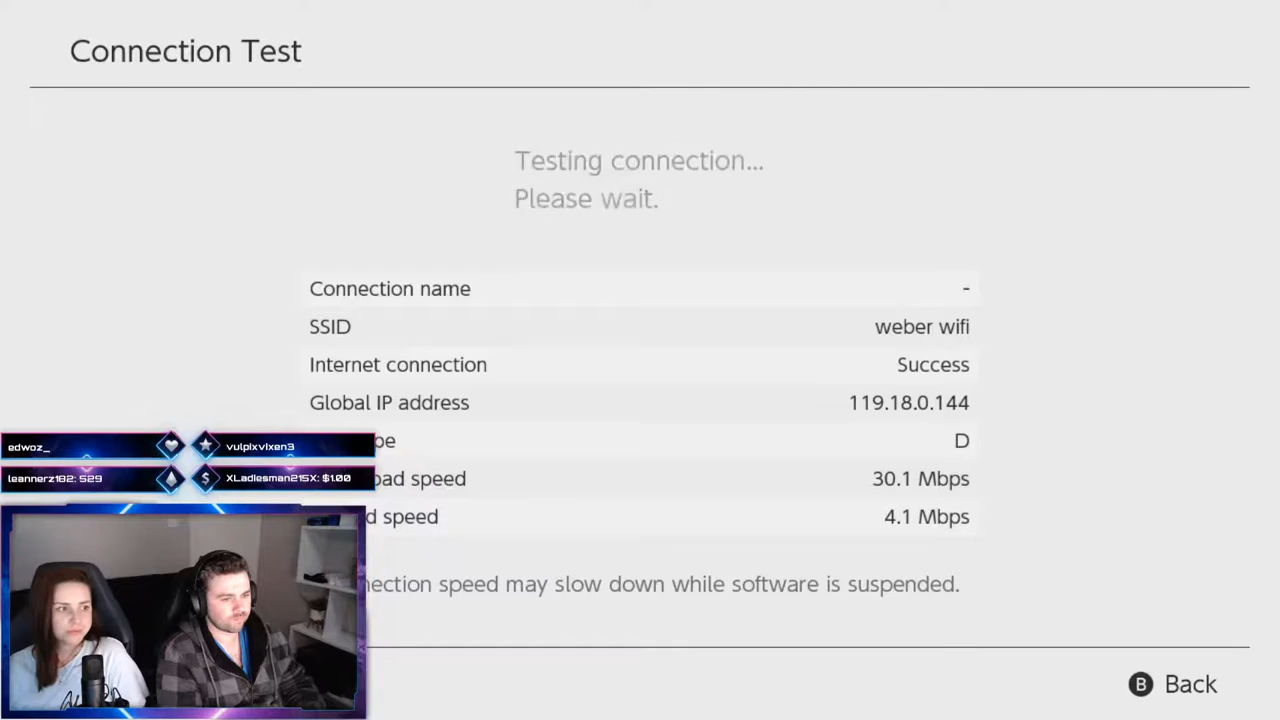 Connection Test
Testing connection...
Please wait.
Connection name -
SSID weber wifi
Internet connection Success
Global IP address 119.18.0.144
pe D
oad speed 30.1 Mbps
d speed 4.1 Mbps
nection speed may slow down while software is suspended.
edwoz_
vulpixvixen3
leannerz182: 529
$ XLadiesman215X: $1.00
B Back